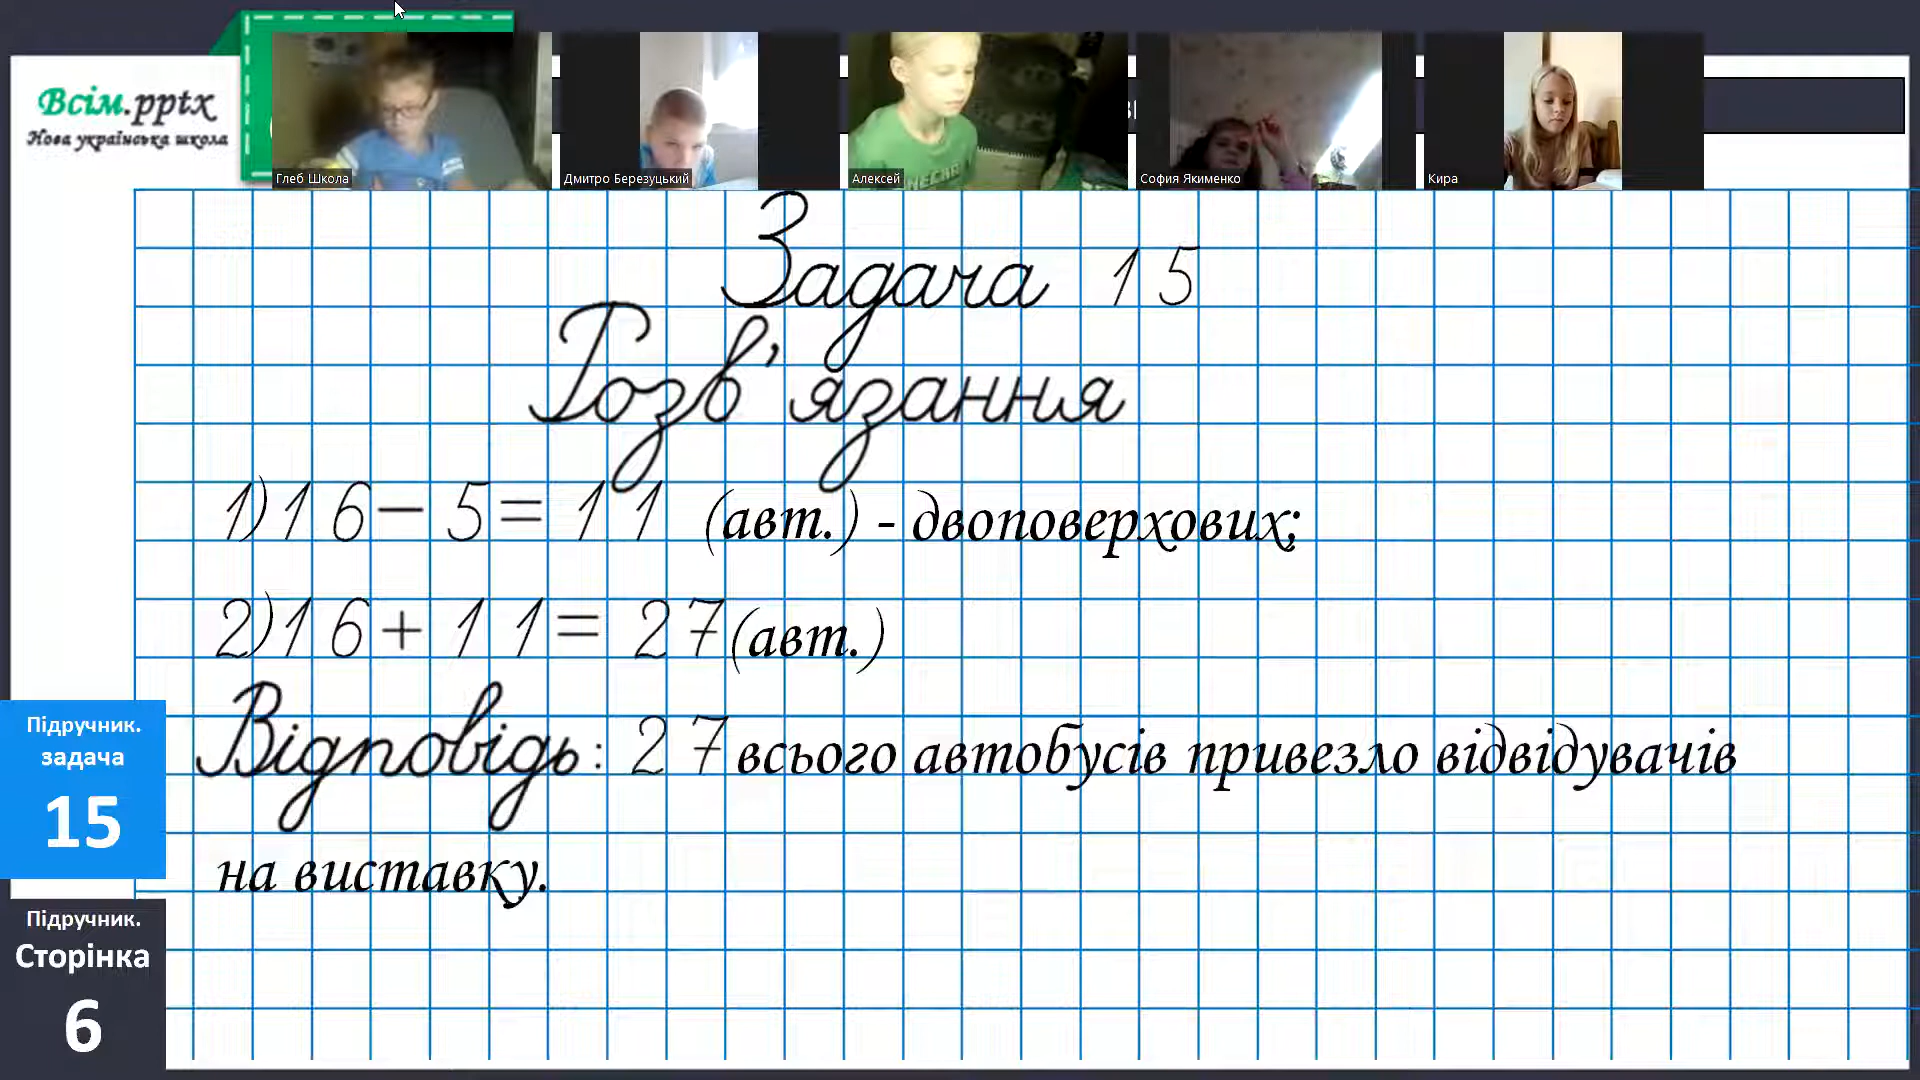 Всім.pptx
Нова українська школа
Глеб Школа
Дмитро Березуцький
Алексей
София Якименко
Кира
Задача 15
Розв'язання
1) 16 - 5 = 11 (авт.) - двоповерхових;
2) 16 + 11 = 27 (авт.)
Відповідь: 27 всього автобусів привезло відвідувачів
на виставку.
Підручник.
задача
15
Підручник.
Сторінка
6